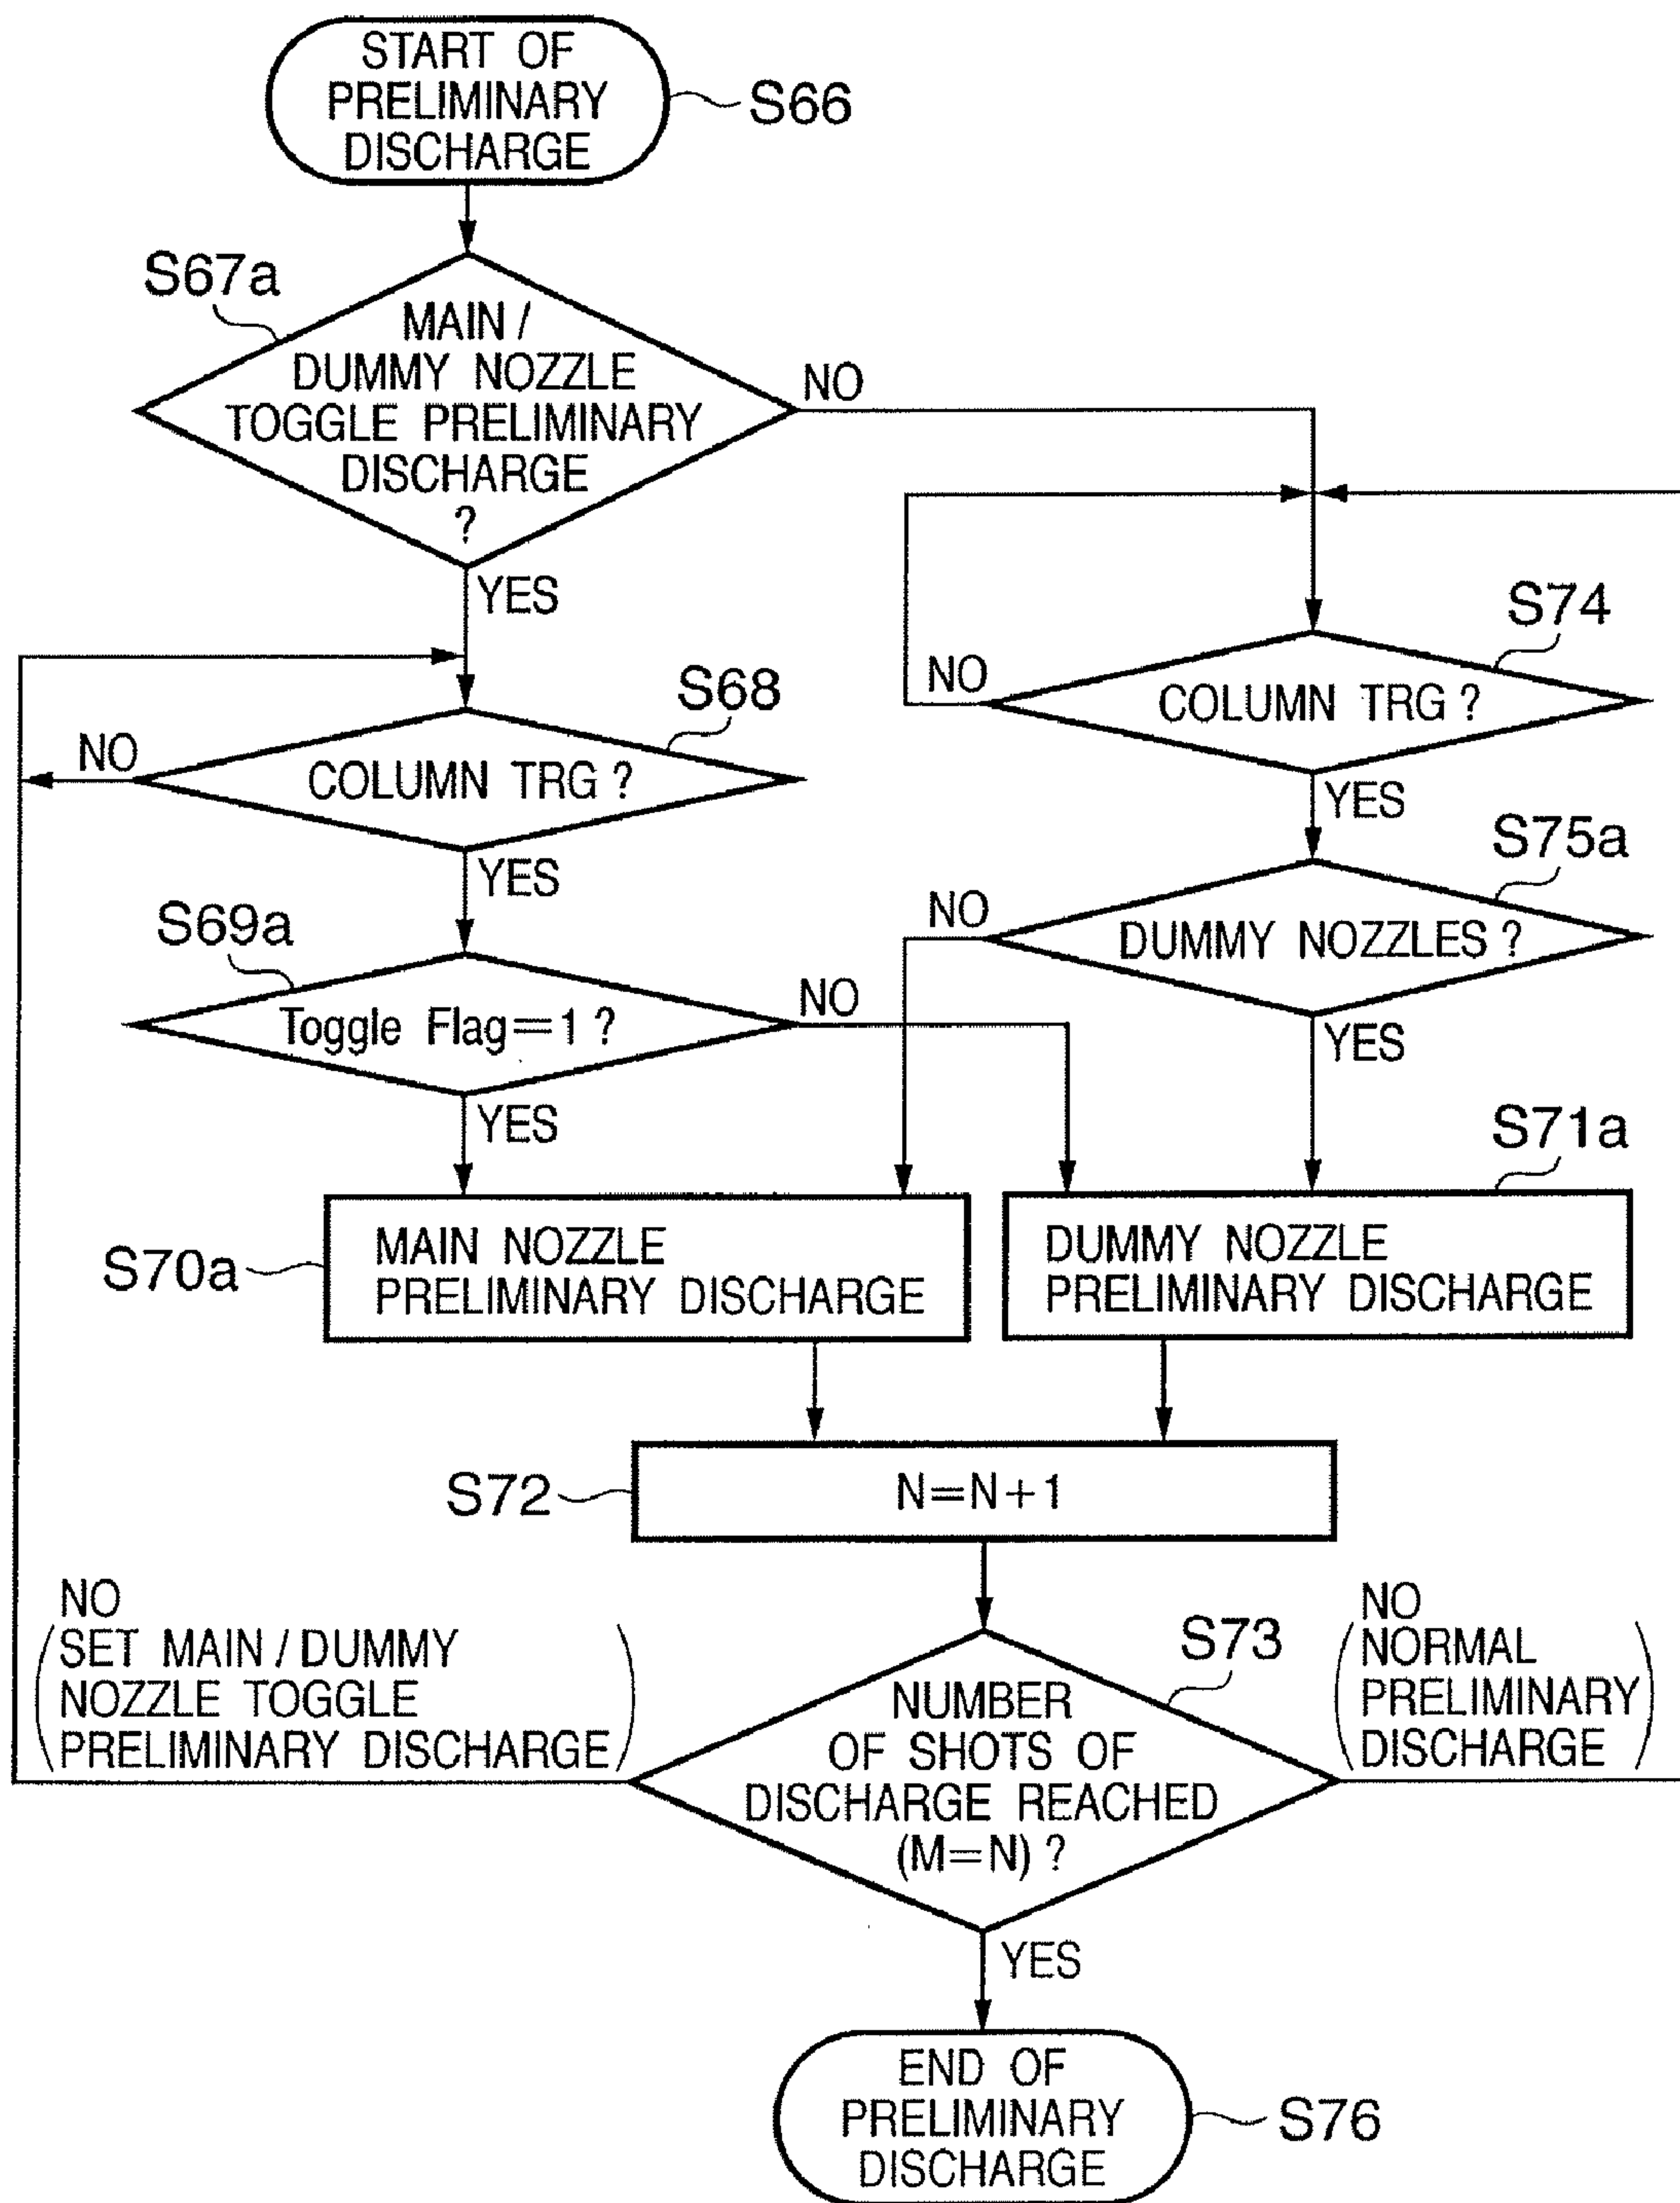 START OF
PRELIMINARY
DISCHARGE
S66
S67a
MAIN /
DUMMY NOZZLE
TOGGLE PRELIMINARY
DISCHARGE
?
NO
YES
S74
NO
COLUMN TRG ?
YES
S68
NO
COLUMN TRG ?
YES
S75a
NO
DUMMY NOZZLES ?
YES
S69a
NO
Toggle Flag=1 ?
YES
S71a
S70a
MAIN NOZZLE
PRELIMINARY DISCHARGE
DUMMY NOZZLE
PRELIMINARY DISCHARGE
S72
N=N+1
NO
(SET MAIN / DUMMY
NOZZLE TOGGLE
PRELIMINARY DISCHARGE)
S73
NUMBER
OF SHOTS OF
DISCHARGE REACHED
(M=N) ?
NO
(NORMAL
PRELIMINARY
DISCHARGE)
YES
END OF
PRELIMINARY
DISCHARGE
S76